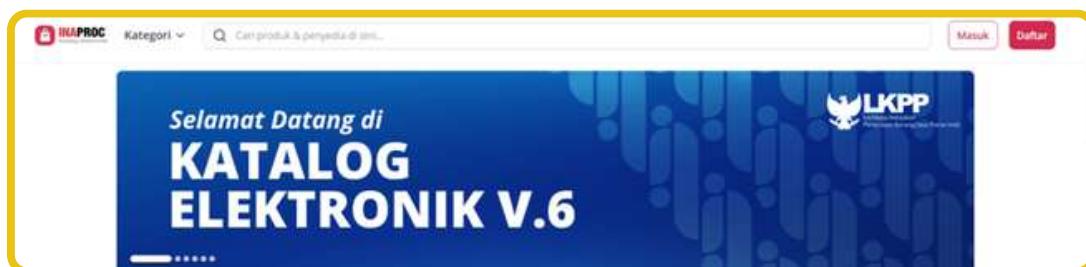 INAPROC
Kategori
Cari produk & penyedia di sini...
Masuk
Daftar
Selamat Datang di
KATALOG
ELEKTRONIK V.6
LKPP